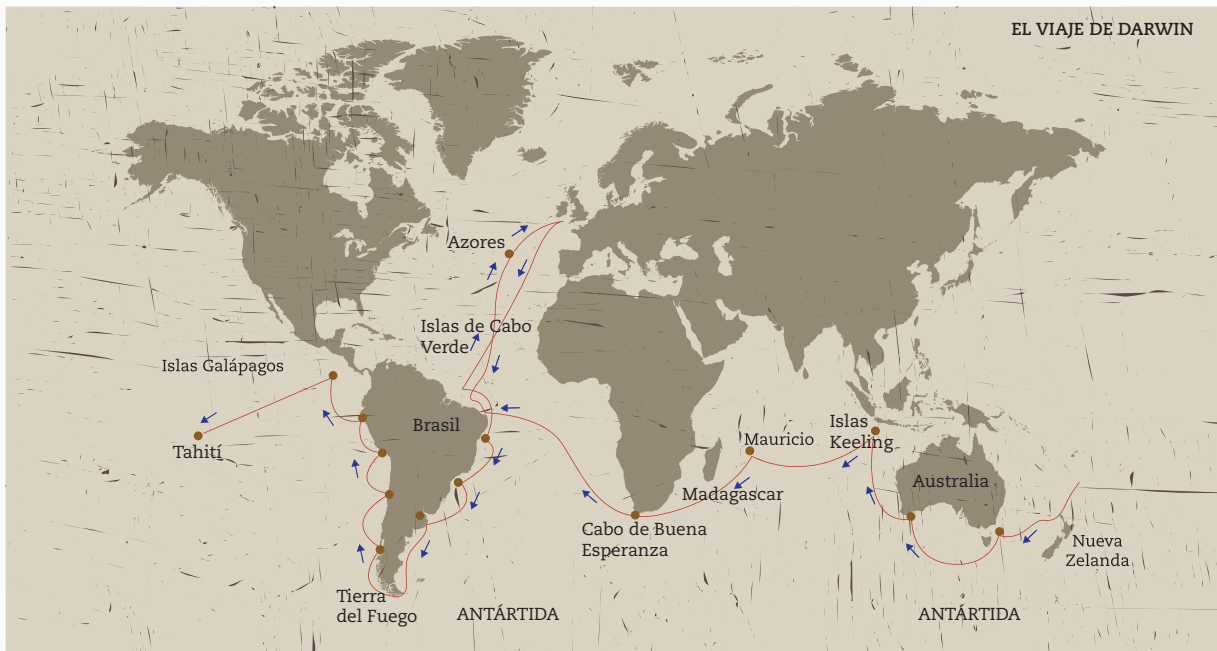 EL VIAJE DE DARWIN
Azores
Islas de Cabo
Verde
Islas Galápagos
Tahití
Brasil
Mauricio
Islas
Keeling
Australia
Madagascar
Cabo de Buena
Esperanza
Nueva
Zelanda
Tierra
del Fuego
ANTÁRTIDA
ANTÁRTIDA